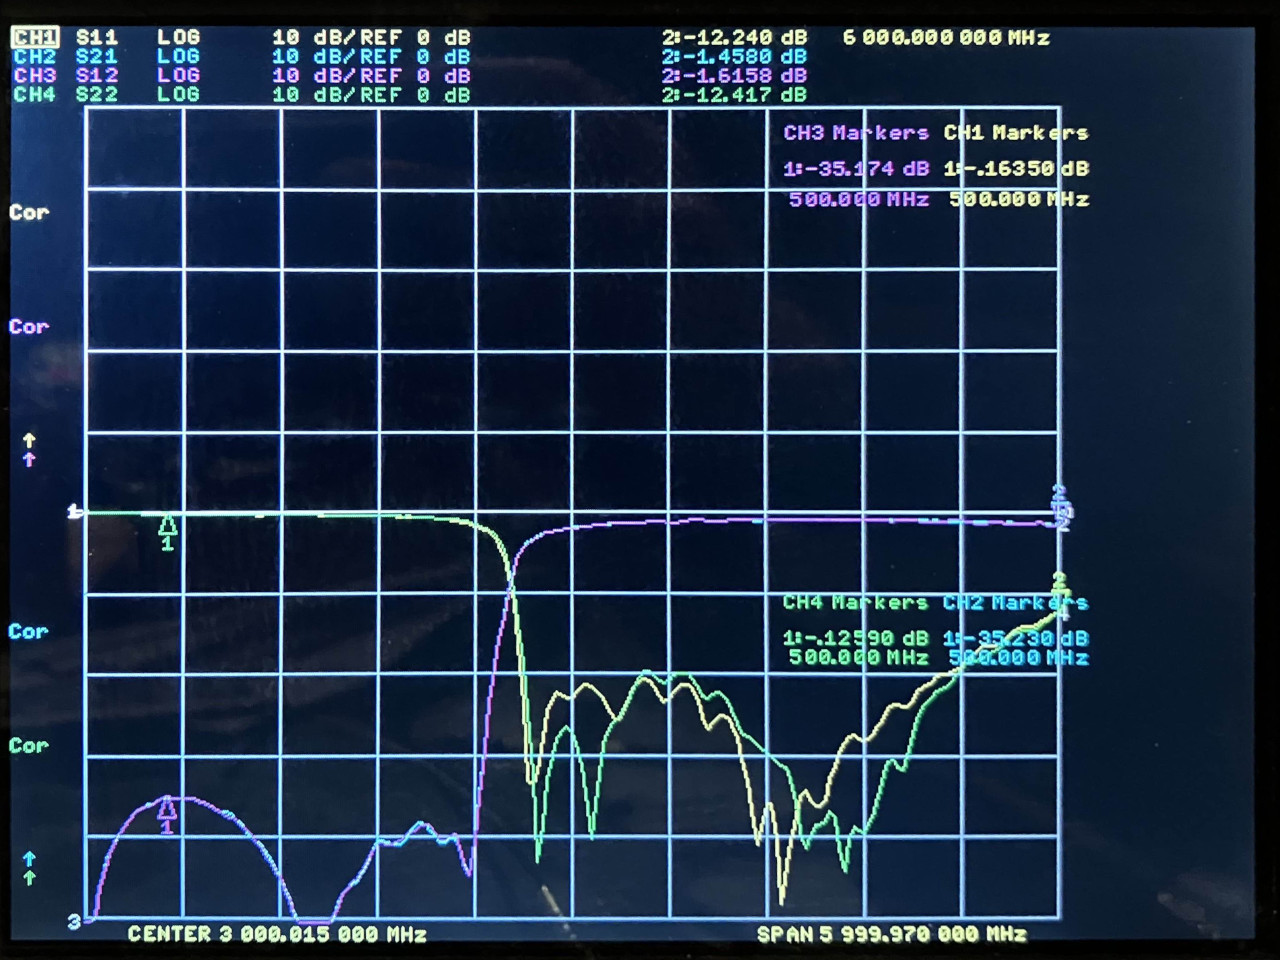 CH1 S11 LOG 10 dB/REF 0 dB 2:-12.240 dB 6 000.000 000 MHz
CH2 S21 LOG 10 dB/REF 0 dB 2:-1.4580 dB
CH3 S12 LOG 10 dB/REF 0 dB 2:-1.6158 dB
CH4 S22 LOG 10 dB/REF 0 dB 2:-12.417 dB
CH3 Markers CH1 Markers
1:-35.174 dB 1:-.16350 dB
500.000 MHz 500.000 MHz
Cor
Cor
1
1
CH4 Markers CH2 Markers
1:-.12590 dB 1:-35.230 dB
500.000 MHz 500.000 MHz
Cor
Cor
1
3
CENTER 3 000.015 000 MHz SPAN 5 999.970 000 MHz